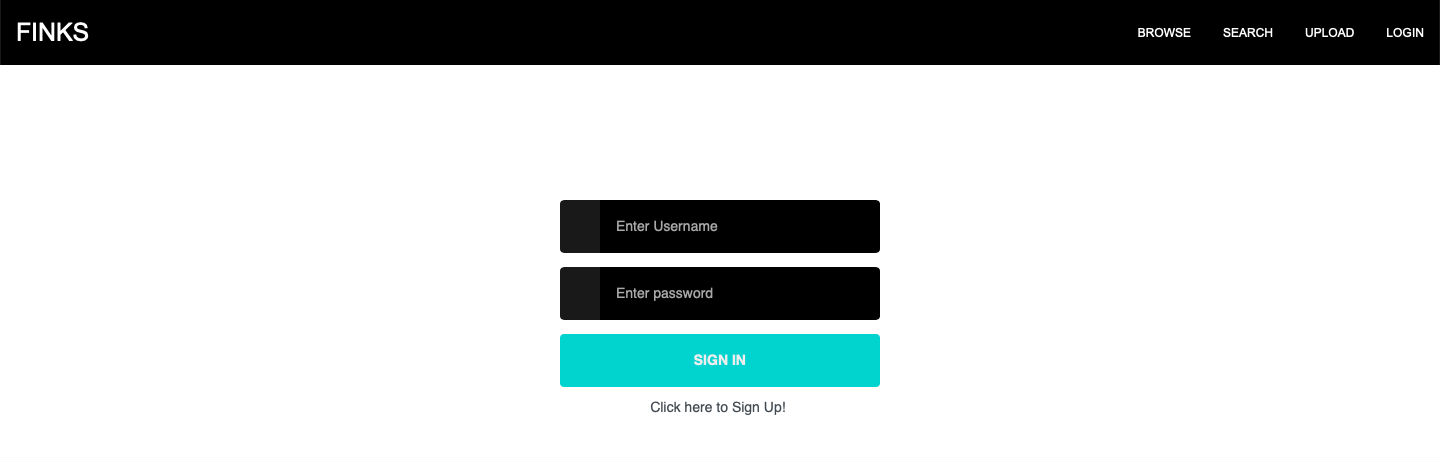 FINKS
BROWSE SEARCH UPLOAD LOGIN
Enter Username
Enter password
SIGN IN
Click here to Sign Up!